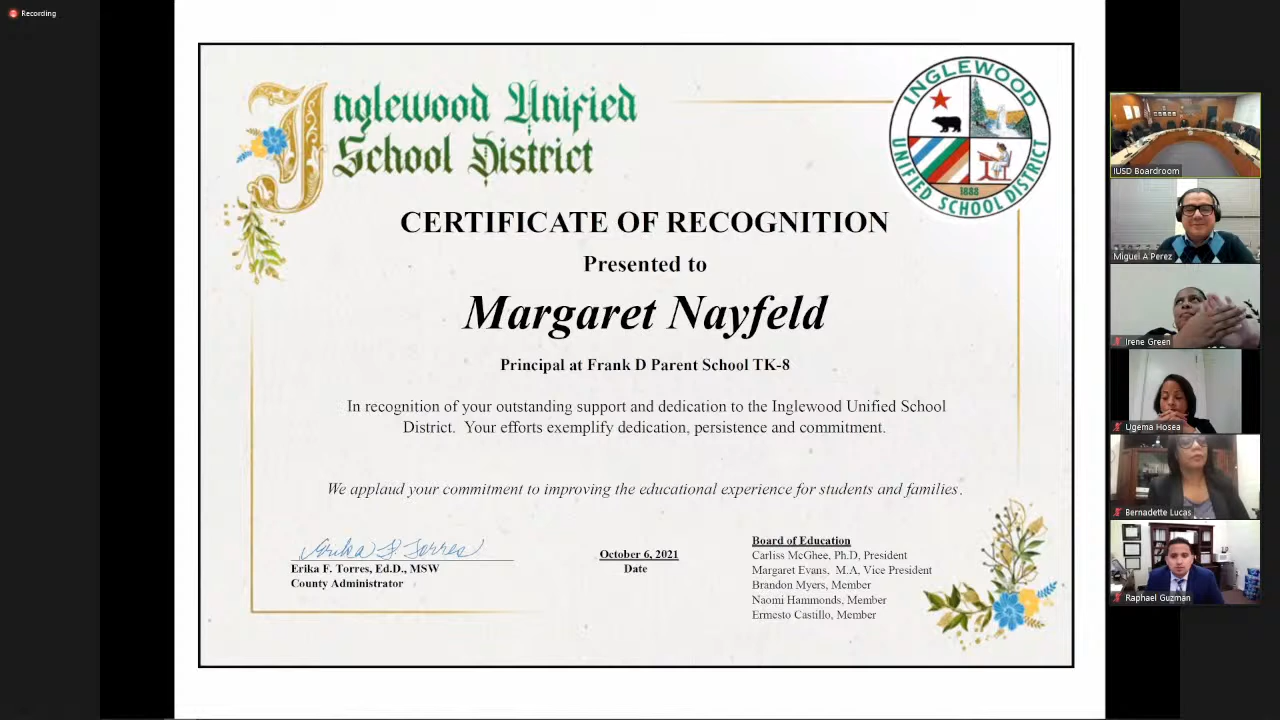 Recording
Inglewood Unified
School District
INGLEWOOD
UNIFIED SCHOOL DISTRICT
1888
CERTIFICATE OF RECOGNITION
Presented to
Margaret Nayfeld
Principal at Frank D Parent School TK-8
In recognition of your outstanding support and dedication to the Inglewood Unified School
District. Your efforts exemplify dedication, persistence and commitment.
We applaud your commitment to improving the educational experience for students and families.
Erika F Torres
Erika F. Torres, Ed.D., MSW
County Administrator
October 6, 2021
Date
Board of Education
Carliss McGhee, Ph.D, President
Margaret Evans, M.A, Vice President
Brandon Myers, Member
Naomi Hammonds, Member
Ermesto Castillo, Member
IUSD Boardroom
Miguel A Perez
Irene Green
Ugema Hosea
Bernadette Lucas
Raphael Guzman